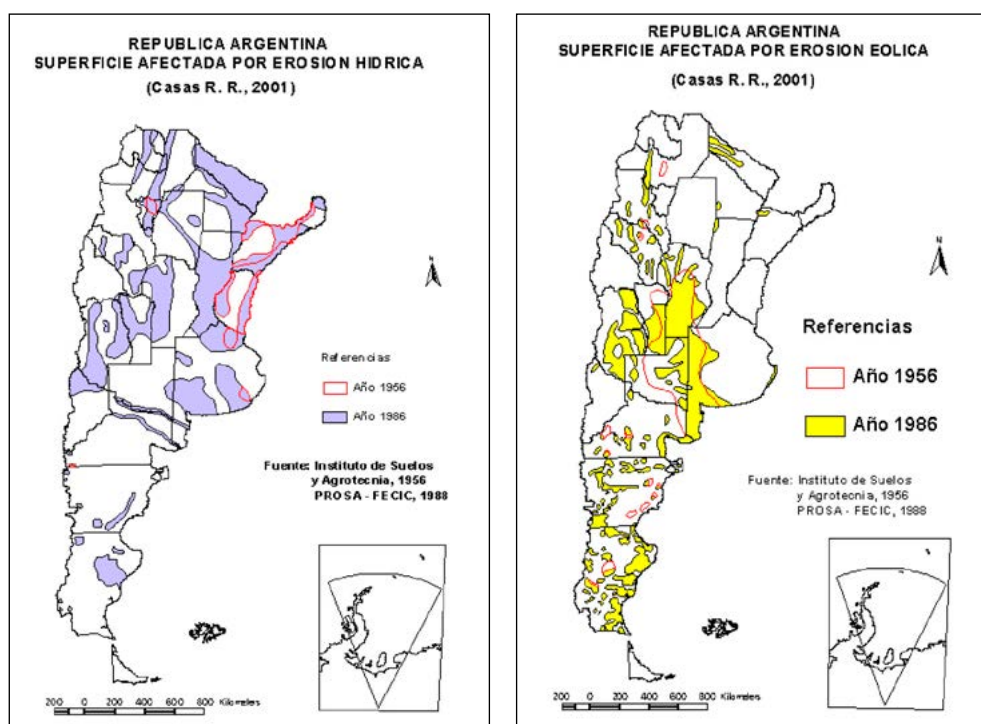 REPUBLICA ARGENTINA
SUPERFICIE AFECTADA POR EROSION HIDRICA
(Casas R. R., 2001)
N
Referencias
Año 1956
Año 1986
Fuente: Instituto de Suelos
y Agrotecnia, 1956
PROSA - FECIC, 1988
200 0 200 400 600 800 Kilometers
REPUBLICA ARGENTINA
SUPERFICIE AFECTADA POR EROSION EOLICA
(Casas R. R., 2001)
N
Referencias
Año 1956
Año 1986
Fuente: Instituto de Suelos
y Agrotecnia, 1956
PROSA - FECIC, 1988
200 0 200 400 600 800 Kilometers